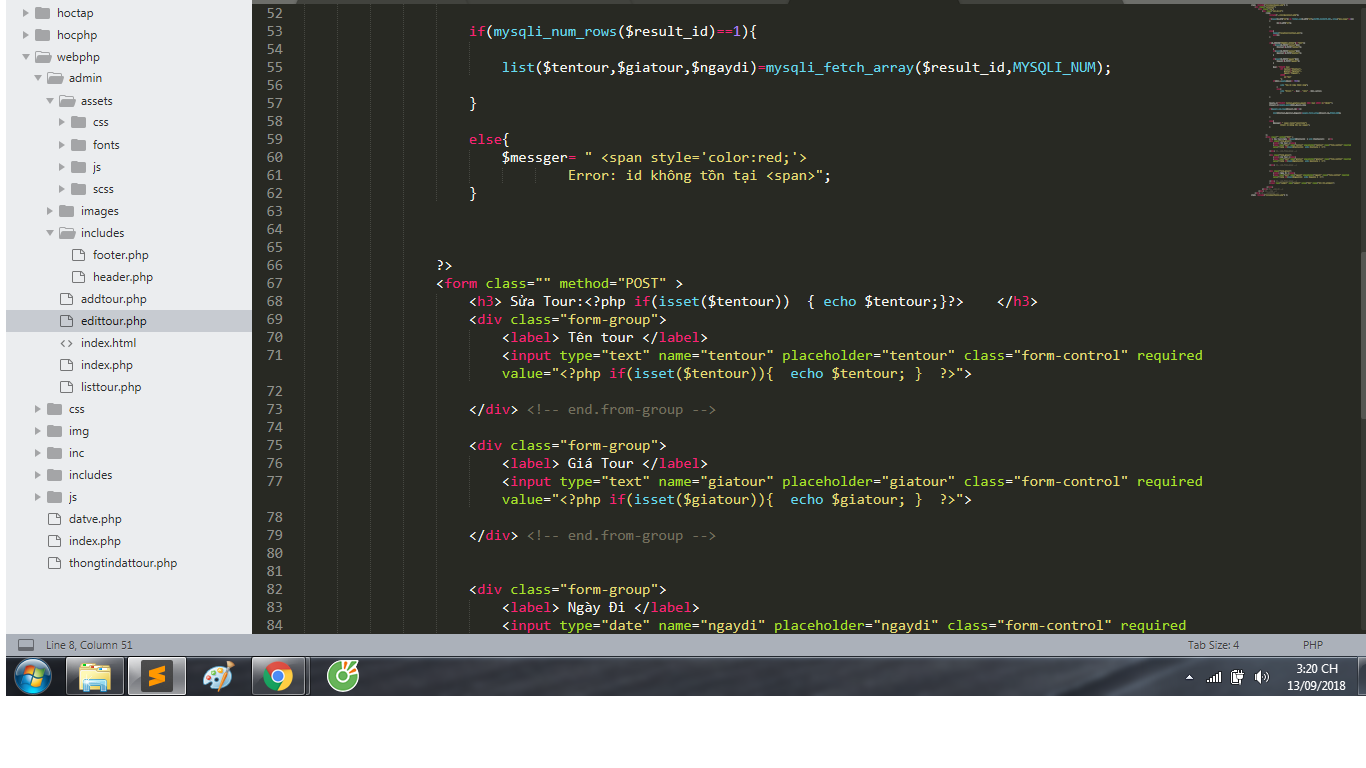 hoctap
hocphp
webphp
admin
assets
css
fonts
js
scss
images
includes
footer.php
header.php
addtour.php
edittour.php
index.html
index.php
listtour.php
css
img
inc
includes
js
datve.php
index.php
thongtindattour.php
52
53 if(mysqli_num_rows($result_id)==1){
54
55 list($tentour,$giatour,$ngaydi)=mysqli_fetch_array($result_id,MYSQLI_NUM);
56
57 }
58
59 else{
60 $messger= " <span style='color:red;'>
61 Error: id không tồn tại <span>";
62 }
63
64
65
66 ?>
67 <form class="" method="POST" >
68 <h3> Sửa Tour:<?php if(isset($tentour))  { echo $tentour;}?>    </h3>
69 <div class="form-group">
70 <label> Tên tour </label>
71 <input type="text" name="tentour" placeholder="tentour" class="form-control" required
value="<?php if(isset($tentour)){  echo $tentour; }  ?>">
72
73 </div> <!-- end.from-group -->
74
75 <div class="form-group">
76 <label> Giá Tour </label>
77 <input type="text" name="giatour" placeholder="giatour" class="form-control" required
value="<?php if(isset($giatour)){  echo $giatour; }  ?>">
78
79 </div> <!-- end.from-group -->
80
81
82 <div class="form-group">
83 <label> Ngày Đi </label>
84 <input type="date" name="ngaydi" placeholder="ngaydi" class="form-control" required
Line 8, Column 51
Tab Size: 4
PHP
3:20 CH
13/09/2018